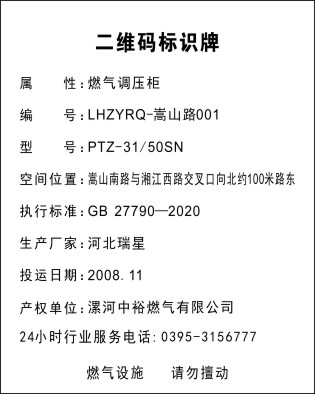 二维码标识牌
属　　性：燃气调压柜
编　　号：LHZYRQ-嵩山路001
型　　号：PTZ-31/50SN
空间位置：嵩山南路与湘江西路交叉口向北约100米路东
执行标准：GB 27790—2020
生产厂家：河北瑞星
投运日期：2008.11
产权单位：漯河中裕燃气有限公司
24小时行业服务电话：0395-3156777
燃气设施　　请勿擅动